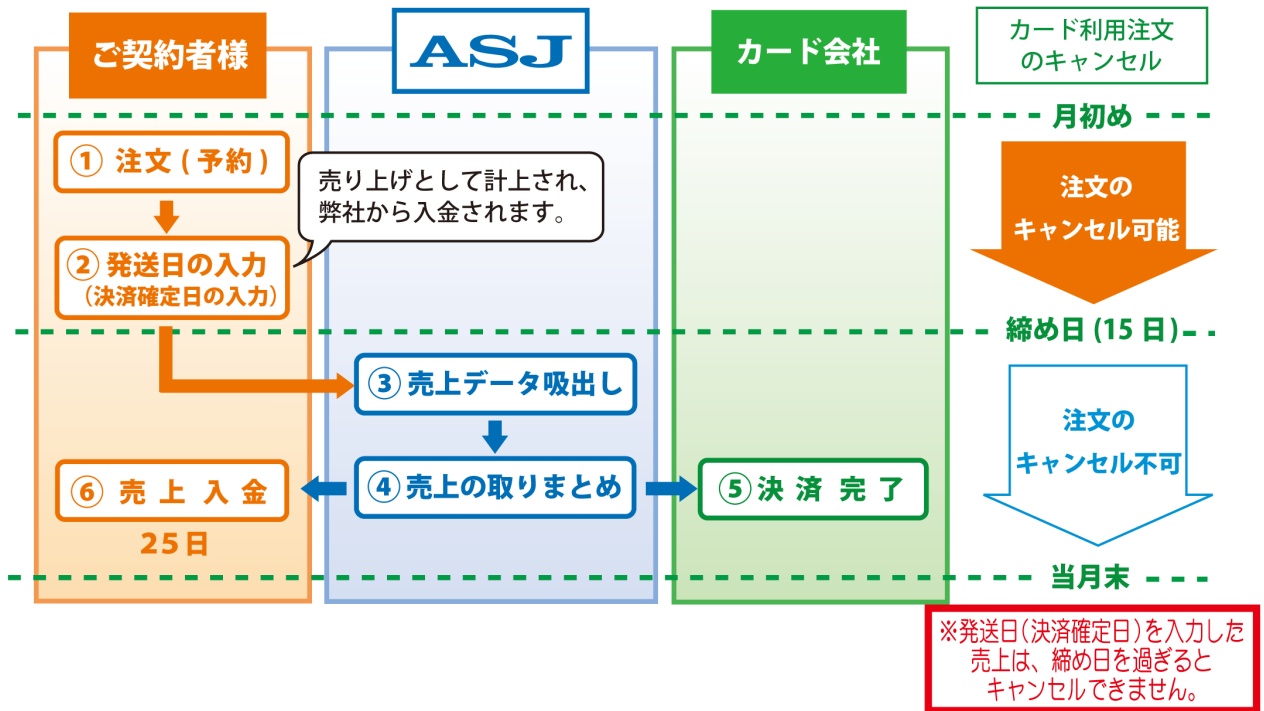 ご契約者様
ASJ
カード会社
カード利用注文
のキャンセル
月初め
① 注文 ( 予約 )
売り上げとして計上され、
弊社から入金されます。
② 発送日の入力
（決済確定日の入力）
注文の
キャンセル可能
締め日 (15 日)
③ 売上データ吸出し
④ 売上の取りまとめ
⑤ 決 済 完 了
⑥ 売 上 入 金
25日
注文の
キャンセル不可
当月末
※発送日（決済確定日）を入力した
売上は、締め日を過ぎると
キャンセルできません。